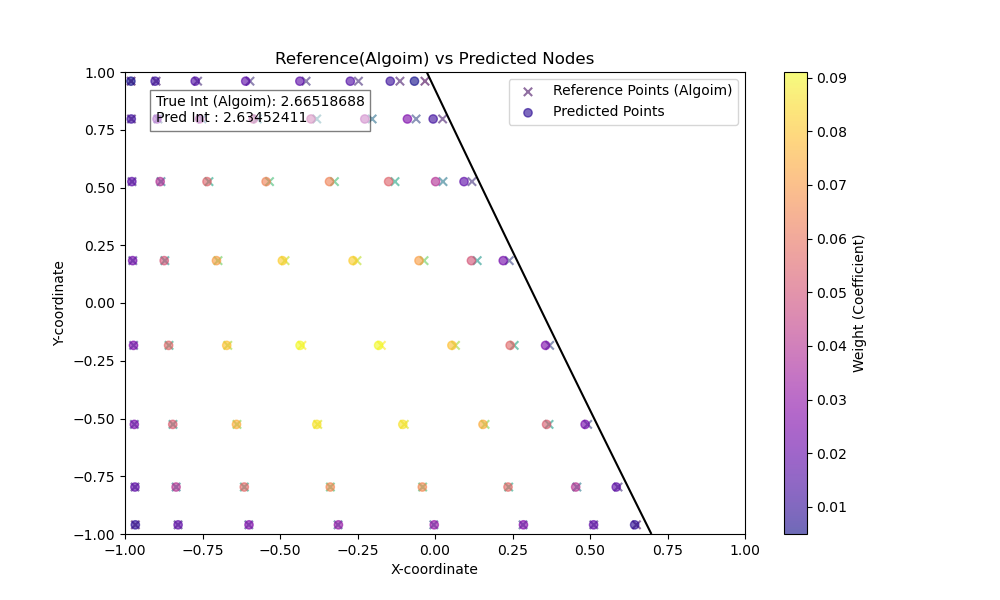 Reference(Algoim) vs Predicted Nodes
True Int (Algoim): 2.66518688
Pred Int : 2.63452411
Reference Points (Algoim)
Predicted Points
1.00
0.75
0.50
0.25
0.00
−0.25
−0.50
−0.75
−1.00
Y-coordinate
−1.00 −0.75 −0.50 −0.25 0.00 0.25 0.50 0.75 1.00
X-coordinate
0.09
0.08
0.07
0.06
0.05
0.04
0.03
0.02
0.01
Weight (Coefficient)